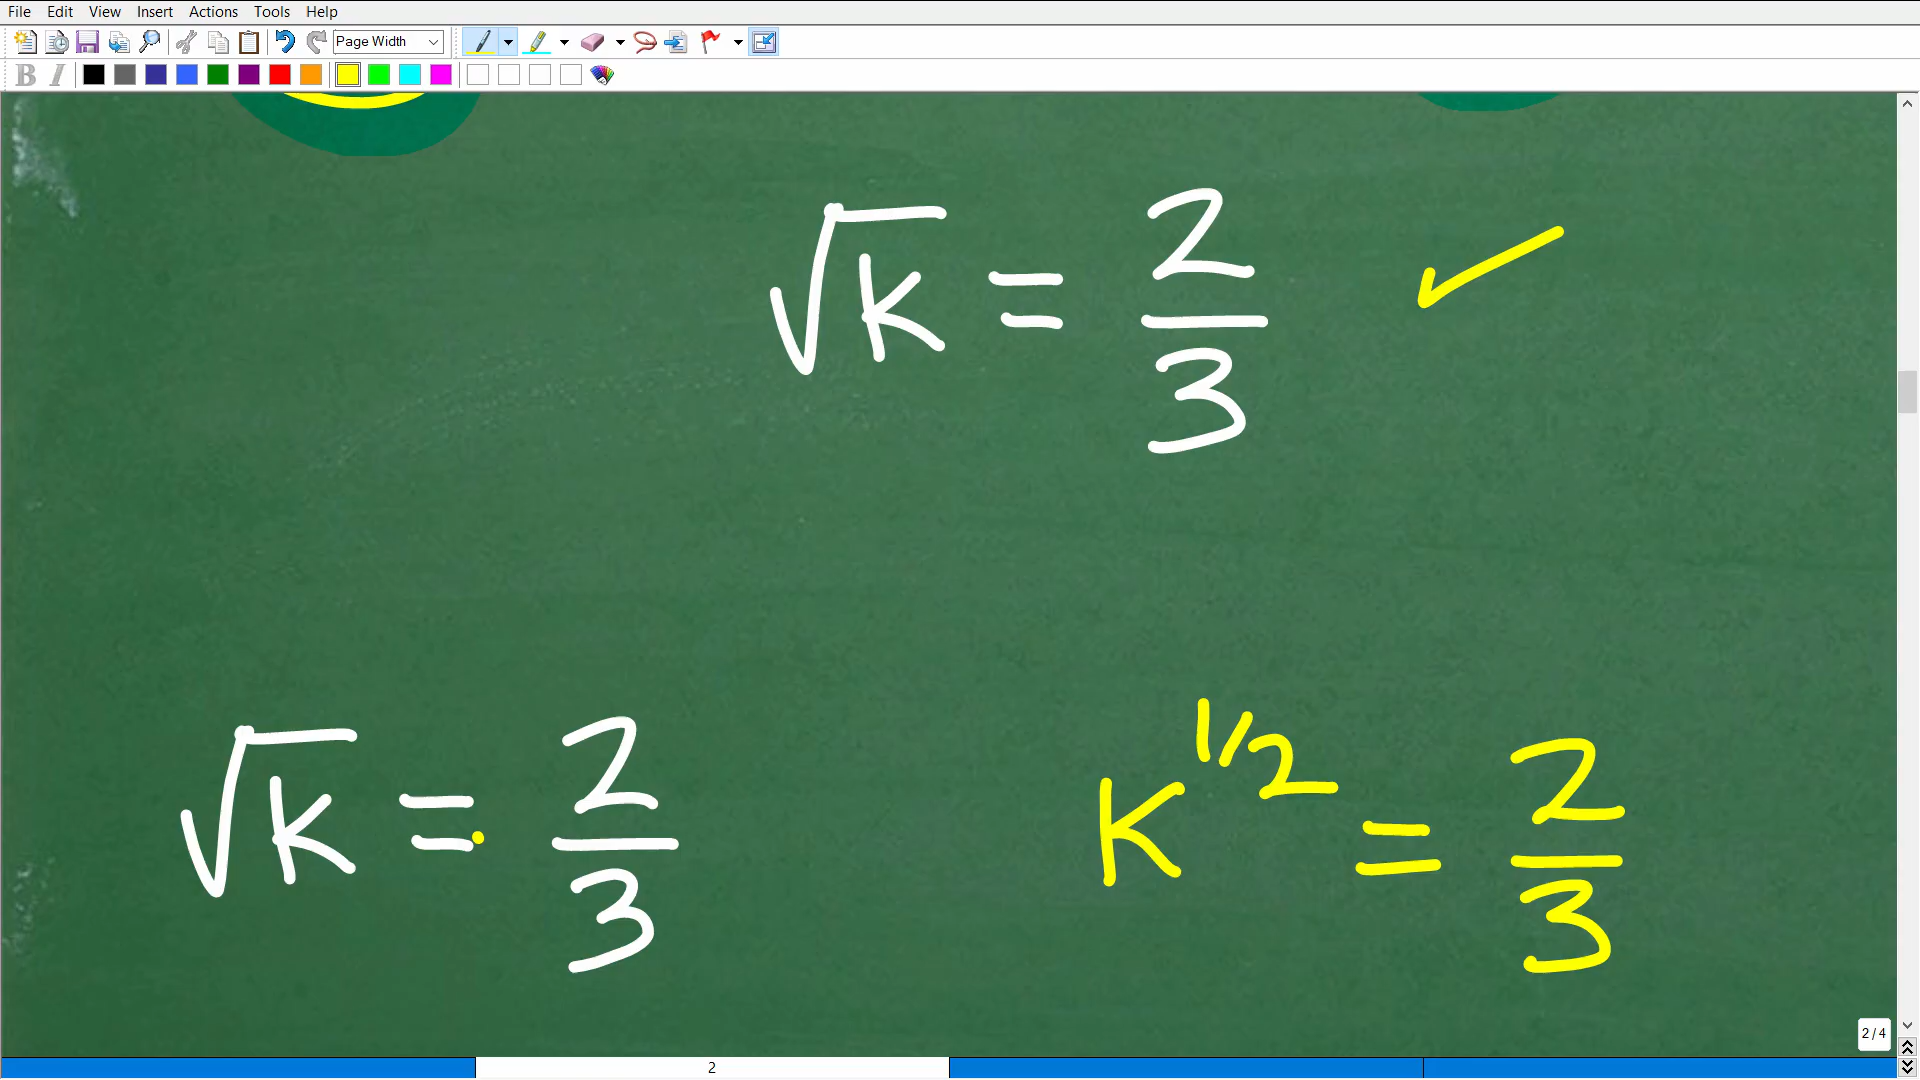 File Edit View Insert Actions Tools Help
Page Width
B I
√k = 2/3 ✓
√k = 2/3
K^1/2 = 2/3
2 / 4
2